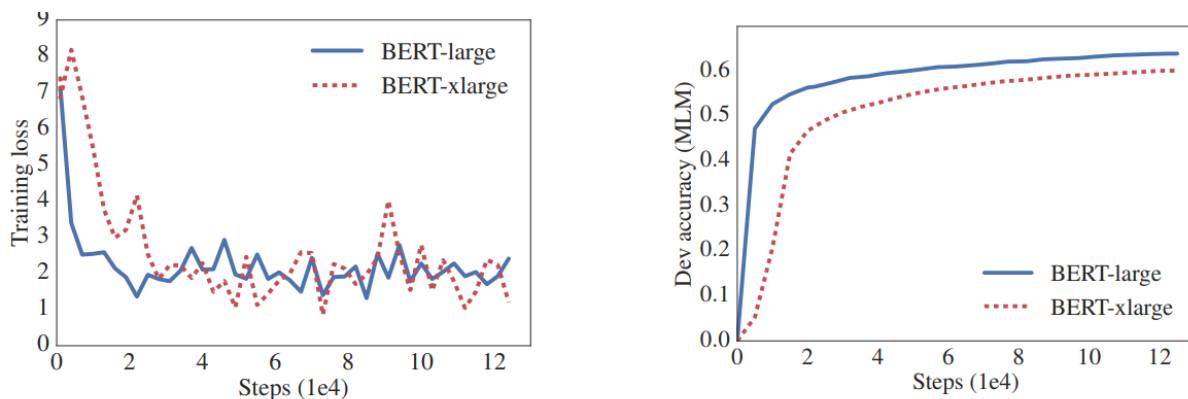 9
8
7
6
5
4
3
2
1
0
Training loss
BERT-large
BERT-xlarge
0 2 4 6 8 10 12
Steps (1e4)
0.6
0.5
0.4
0.3
0.2
0.1
0.0
Dev accuracy (MLM)
BERT-large
BERT-xlarge
0 2 4 6 8 10 12
Steps (1e4)